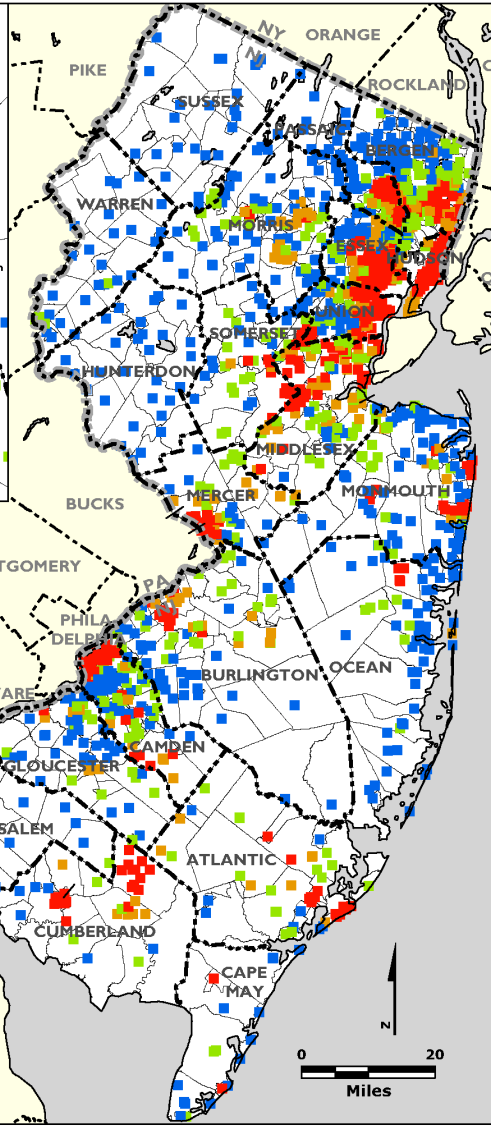 NY
ORANGE
NJ
PIKE
ROCKLAND
SUSSEX
PASSAIC
BERGEN
WARREN
MORRIS
ESSEX
HUDSON
UNION
SOMERSET
HUNTERDON
MIDDLESEX
MERCER
MONMOUTH
BUCKS
TGOMERY
PA
NJ
PHILA
DELPHIA
BURLINGTON
OCEAN
ARE
CAMDEN
GLOUCESTER
SALEM
ATLANTIC
CUMBERLAND
CAPE
MAY
N
0 20
Miles